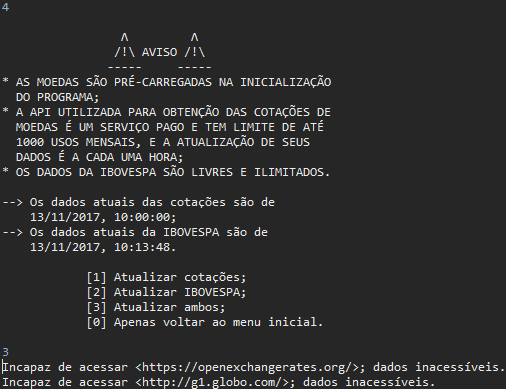 4
/\ /\
/!\ AVISO /!\
----- -----
* AS MOEDAS SÃO PRÉ-CARREGADAS NA INICIALIZAÇÃO
DO PROGRAMA;
* A API UTILIZADA PARA OBTENÇÃO DAS COTAÇÕES DE
MOEDAS É UM SERVIÇO PAGO E TEM LIMITE DE ATÉ
1000 USOS MENSAIS, E A ATUALIZAÇÃO DE SEUS
DADOS É A CADA UMA HORA;
* OS DADOS DA IBOVESPA SÃO LIVRES E ILIMITADOS.
--> Os dados atuais das cotações são de
13/11/2017, 10:00:00;
--> Os dados atuais da IBOVESPA são de
13/11/2017, 10:13:48.
[1] Atualizar cotações;
[2] Atualizar IBOVESPA;
[3] Atualizar ambos;
[0] Apenas voltar ao menu inicial.
3
Incapaz de acessar <https://openexchangerates.org/>; dados inacessíveis.
Incapaz de acessar <http://g1.globo.com/>; dados inacessíveis.